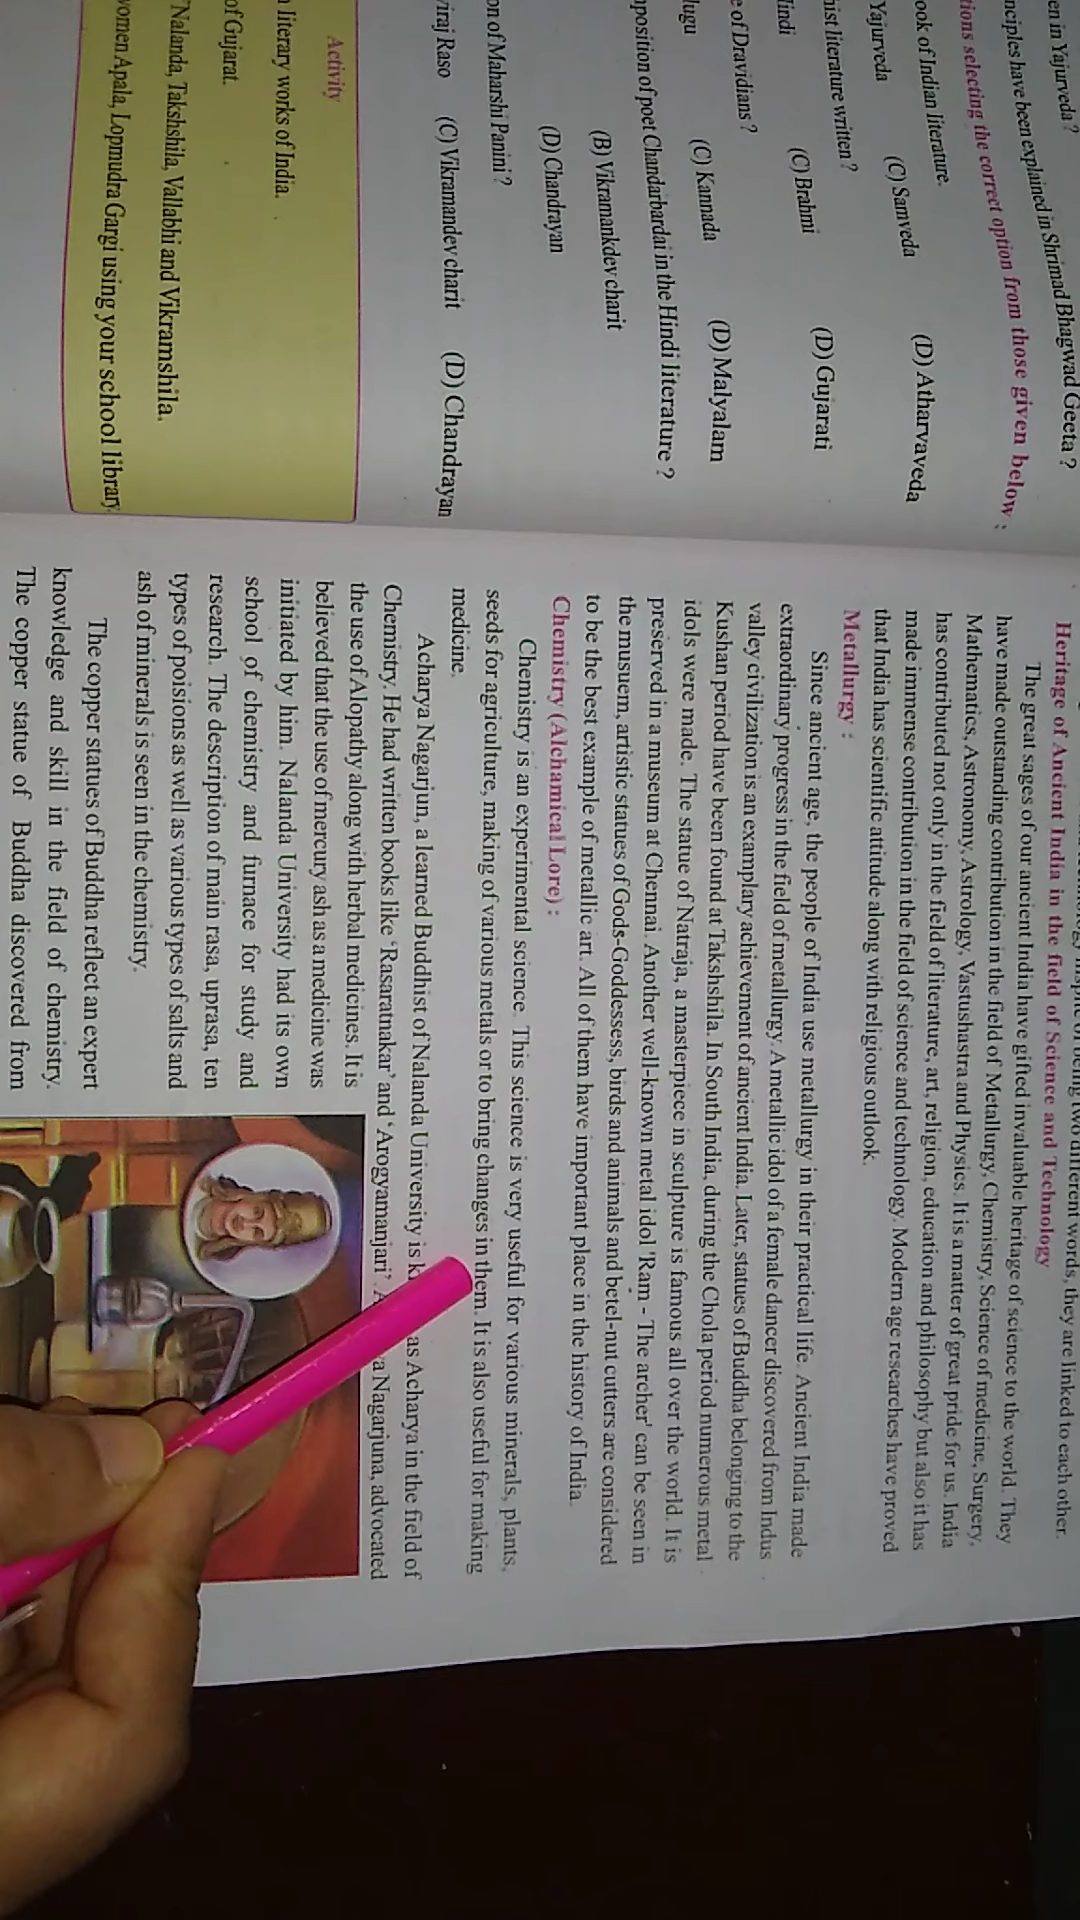 en in Yajurveda ?
nciples have been explained in Shrimad Bhagwad Geeta ?
tions selecting the correct option from those given below :
ook of Indian literature.
Yajurveda (C) Samveda (D) Atharvaveda
ist literature written ?
indi (C) Brahmi (D) Gujarati
e of Dravidians ?
lugu (C) Kannada (D) Malyalam
position of poet Chandarbardai in the Hindi literature ?
(B) Vikramankdev charit
(D) Chandrayan
on of Maharshi Panini ?
viraj Raso (C) Vikramandev charit (D) Chandrayan
Activity
literary works of India.
of Gujarat.
Nalanda, Takshshila, Vallabhi and Vikramshila.
women Apala, Lopmudra Gargi using your school library
different words, they are linked to each other.
Heritage of Ancient India in the field of Science and Technology
The great sages of our ancient India have gifted invaluable heritage of science to the world. They
have made outstanding contribution in the field of Metallurgy, Chemistry, Science of medicine, Surgery,
Mathematics, Astronomy, Astrology, Vastushastra and Physics. It is a matter of great pride for us. India
has contributed not only in the field of literature, art, religion, education and philosophy but also it has
made immense contribution in the field of science and technology. Modern age researches have proved
that India has scientific attitude along with religious outlook.
Metallurgy :
Since ancient age, the people of India use metallurgy in their practical life. Ancient India made
extraordinary progress in the field of metallurgy. A metallic idol of a female dancer discovered from Indus
valley civilization is an examplary achievement of ancient India. Later, statues of Buddha belonging to the
Kushan period have been found at Takshshila. In South India, during the Chola period numerous metal
idols were made. The statue of Natraja, a masterpiece in sculpture is famous all over the world. It is
preserved in a museum at Chennai. Another well-known metal idol 'Ram - The archer' can be seen in
the musuem, artistic statues of Gods-Goddessess, birds and animals and betel-nut cutters are considered
to be the best example of metallic art. All of them have important place in the history of India.
Chemistry (Alchamical Lore) :
Chemistry is an experimental science. This science is very useful for various minerals, plants,
seeds for agriculture, making of various metals or to bring changes in them. It is also useful for making
medicine.
Acharya Nagarjun, a learned Buddhist of Nalanda University is as Acharya in the field of
Chemistry. He had written books like 'Rasaratnakar' and 'Arogyamanjari'. Nagarjuna, advocated
the use of Alopathy along with herbal medicines. It is
believed that the use of mercury ash as a medicine was
initiated by him. Nalanda University had its own
school of chemistry and furnace for study and
research. The description of main rasa, uprasa, ten
types of poisions as well as various types of salts and
ash of minerals is seen in the chemistry.
The copper statues of Buddha reflect an expert
knowledge and skill in the field of chemistry.
The copper statue of Buddha discovered from